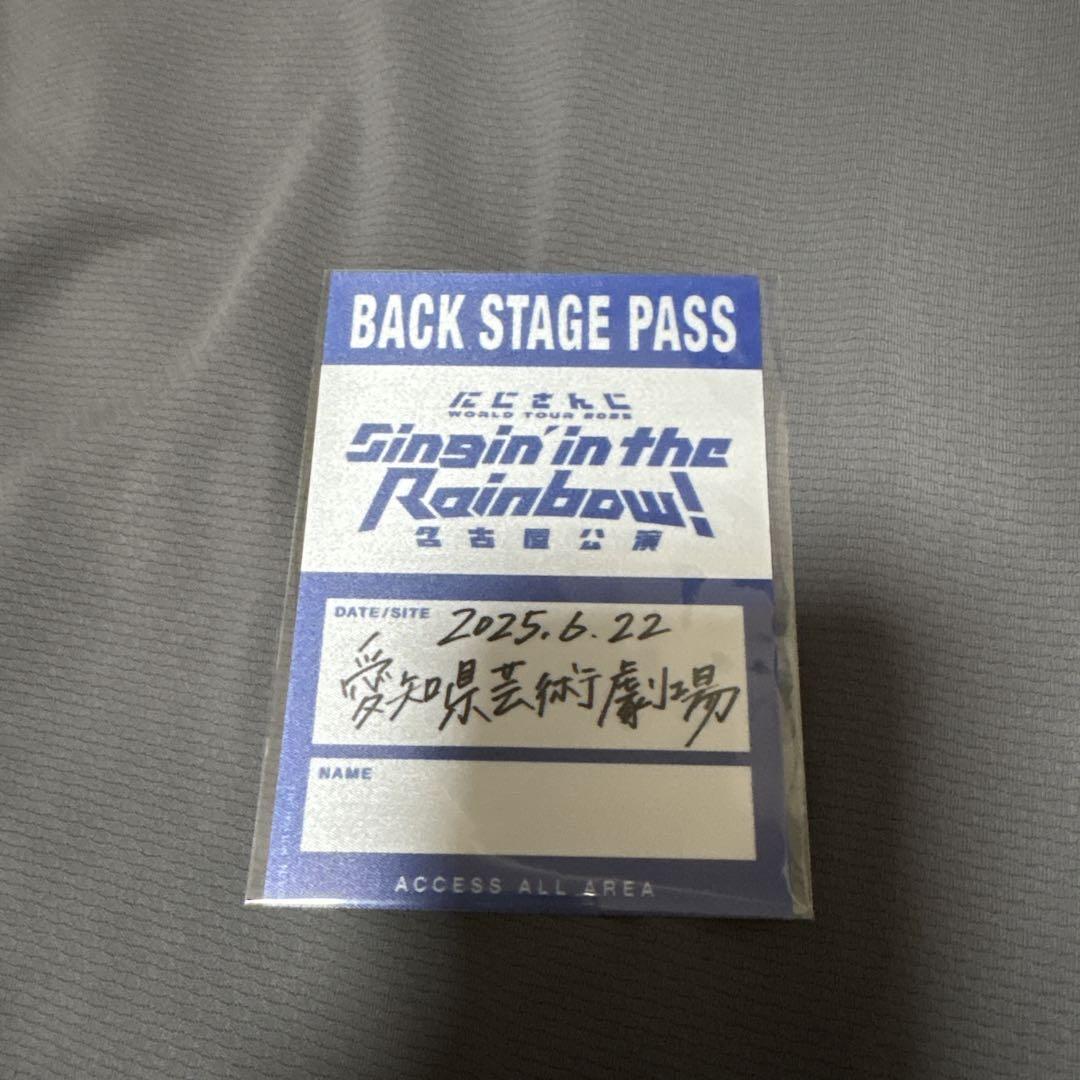 BACK STAGE PASS
にじさんじ
WORLD TOUR 2025
Singin' in the
Rainbow!
名古屋公演
DATE/SITE 2025.6.22
愛知県芸術劇場
NAME
ACCESS ALL AREA